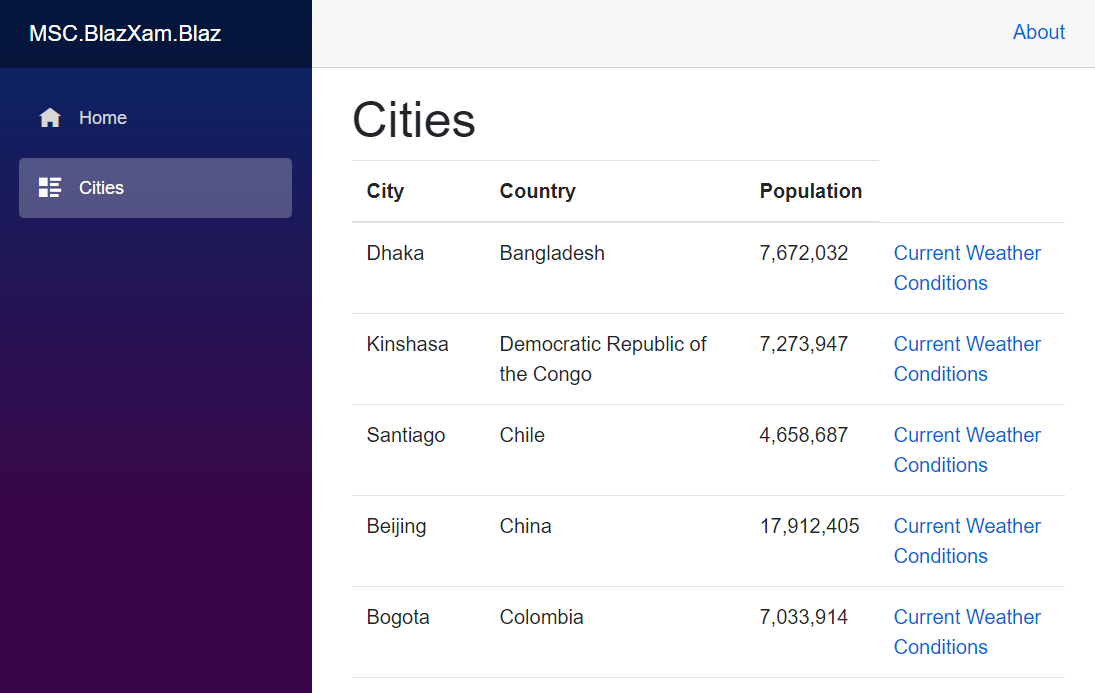 MSC.BlazXam.Blaz
About
Home
Cities
Cities
City Country Population
Dhaka Bangladesh 7,672,032 Current Weather
Conditions
Kinshasa Democratic Republic of 7,273,947 Current Weather
the Congo Conditions
Santiago Chile 4,658,687 Current Weather
Conditions
Beijing China 17,912,405 Current Weather
Conditions
Bogota Colombia 7,033,914 Current Weather
Conditions